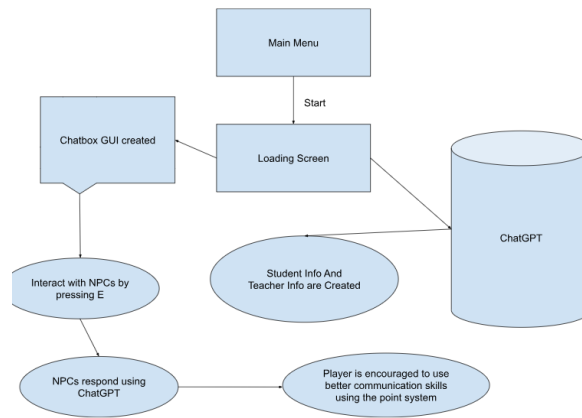 Main Menu
Start
Chatbox GUI created
Loading Screen
ChatGPT
Student Info And
Teacher Info are Created
Interact with NPCs by
pressing E
NPCs respond using
ChatGPT
Player is encouraged to use
better communication skills
using the point system